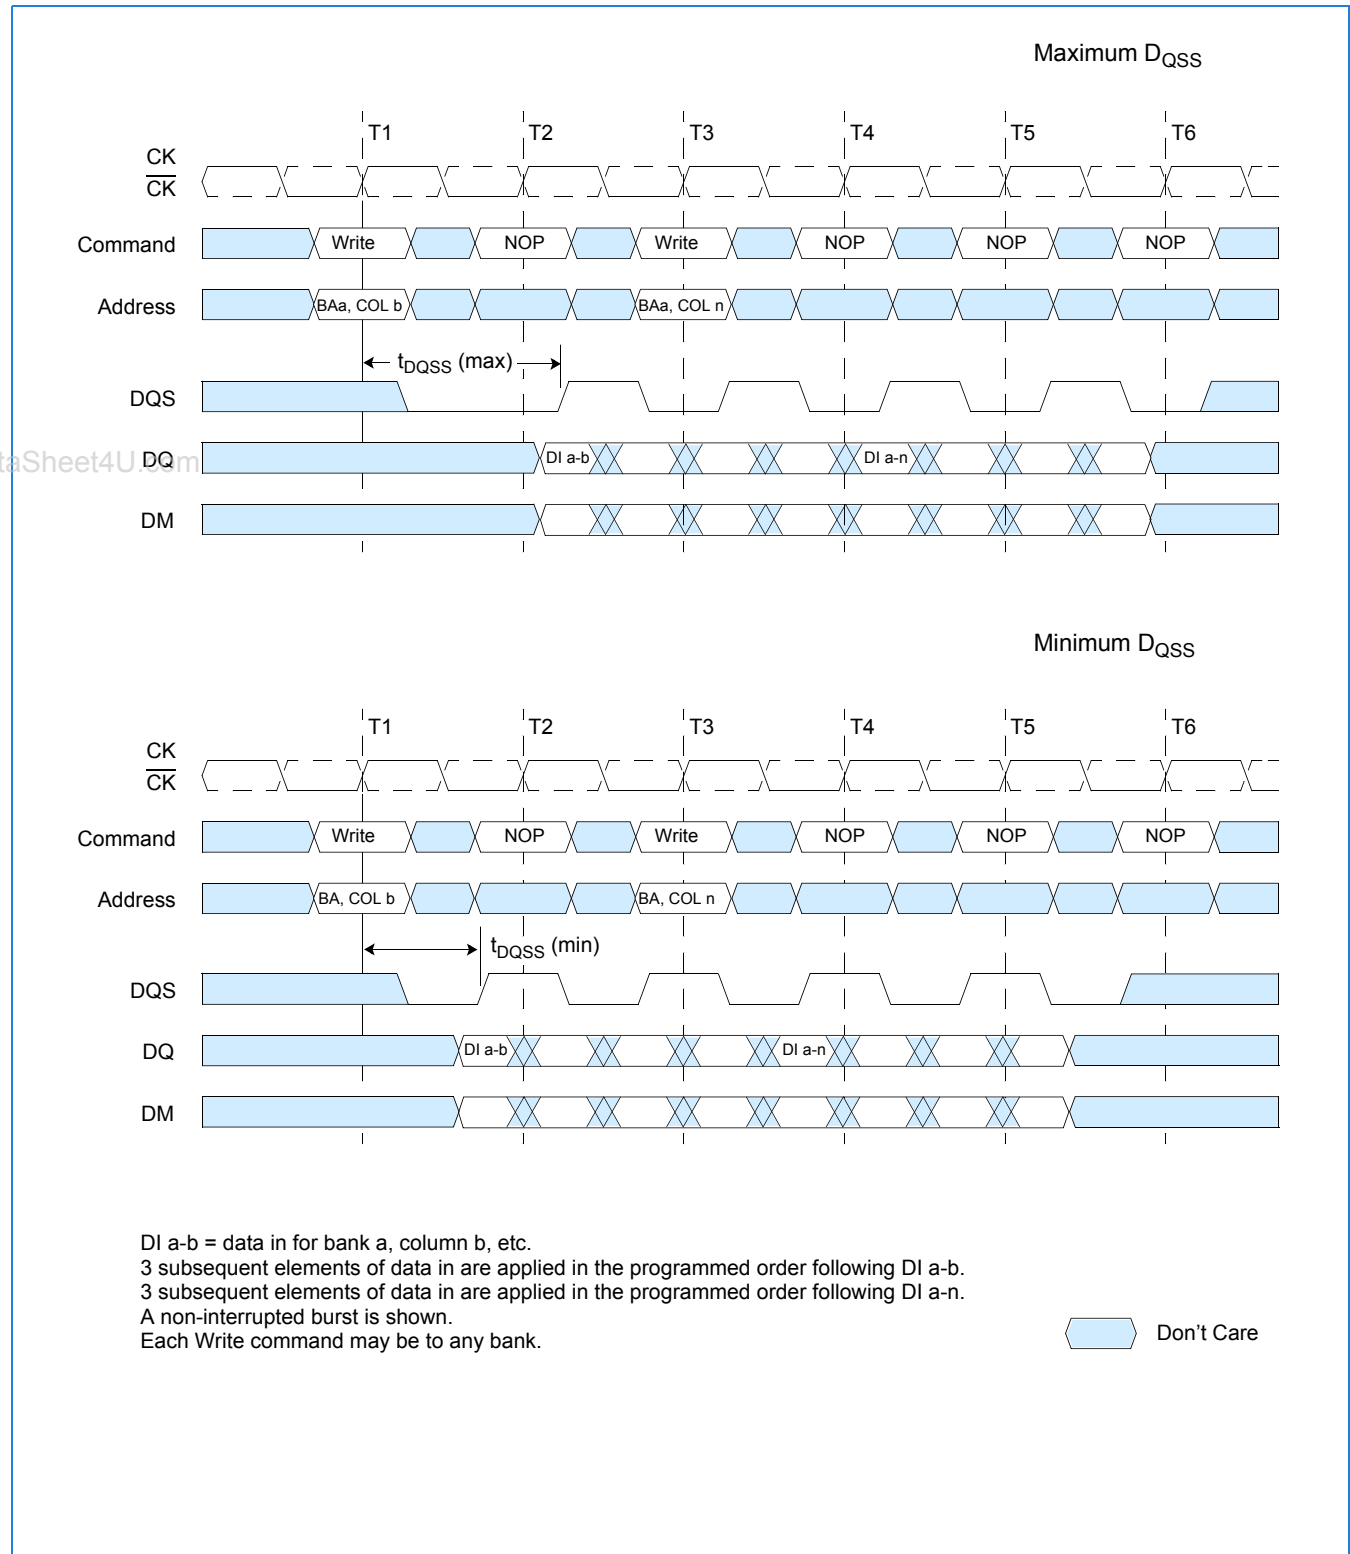 Maximum DQSS
T1 T2 T3 T4 T5 T6
CK
CK
Command Write NOP Write NOP NOP NOP
Address BAa, COL b BAa, COL n
tDQSS (max)
DQS
taSheet4U.com
DQ DI a-b DI a-n
DM
Minimum DQSS
T1 T2 T3 T4 T5 T6
CK
CK
Command Write NOP Write NOP NOP NOP
Address BA, COL b BA, COL n
tDQSS (min)
DQS
DQ DI a-b DI a-n
DM
DI a-b = data in for bank a, column b, etc.
3 subsequent elements of data in are applied in the programmed order following DI a-b.
3 subsequent elements of data in are applied in the programmed order following DI a-n.
A non-interrupted burst is shown.
Each Write command may be to any bank.
Don't Care